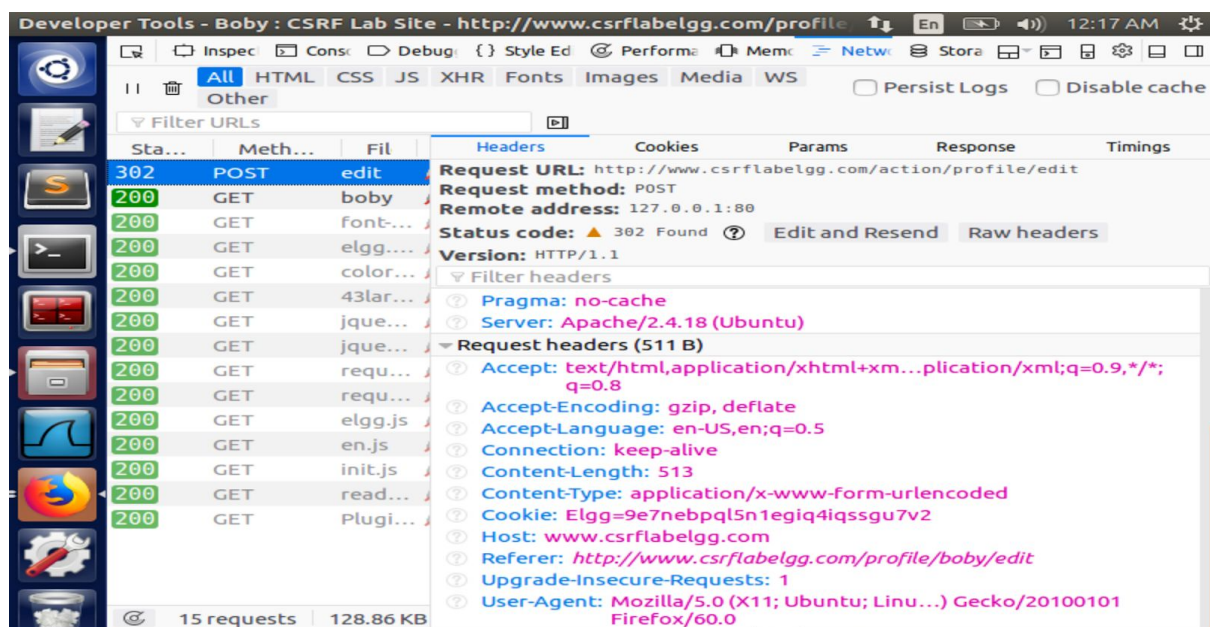 Developer Tools - Boby : CSRF Lab Site - http://www.csrflabelgg.com/profile En 12:17 AM
Inspec Conso Debug {} Style Ed Performa Memo Netwo Stora
All HTML CSS JS XHR Fonts Images Media WS
Other
Persist Logs Disable cache
Filter URLs
Sta... Meth... Fil
302 POST edit
200 GET boby
200 GET font-...
200 GET elgg....
200 GET color...
200 GET 43lar...
200 GET jque...
200 GET jque...
200 GET requ...
200 GET requ...
200 GET elgg.js
200 GET en.js
200 GET init.js
200 GET read...
200 GET Plugi...
15 requests 128.86 KB
Headers Cookies Params Response Timings
Request URL: http://www.csrflabelgg.com/action/profile/edit
Request method: POST
Remote address: 127.0.0.1:80
Status code: 302 Found Edit and Resend Raw headers
Version: HTTP/1.1
Filter headers
Pragma: no-cache
Server: Apache/2.4.18 (Ubuntu)
Request headers (511 B)
Accept: text/html,application/xhtml+xm...plication/xml;q=0.9,*/*;
q=0.8
Accept-Encoding: gzip, deflate
Accept-Language: en-US,en;q=0.5
Connection: keep-alive
Content-Length: 513
Content-Type: application/x-www-form-urlencoded
Cookie: Elgg=9e7nebpql5n1egiq4iqssgu7v2
Host: www.csrflabelgg.com
Referer: http://www.csrflabelgg.com/profile/boby/edit
Upgrade-Insecure-Requests: 1
User-Agent: Mozilla/5.0 (X11; Ubuntu; Linu...) Gecko/20100101
Firefox/60.0